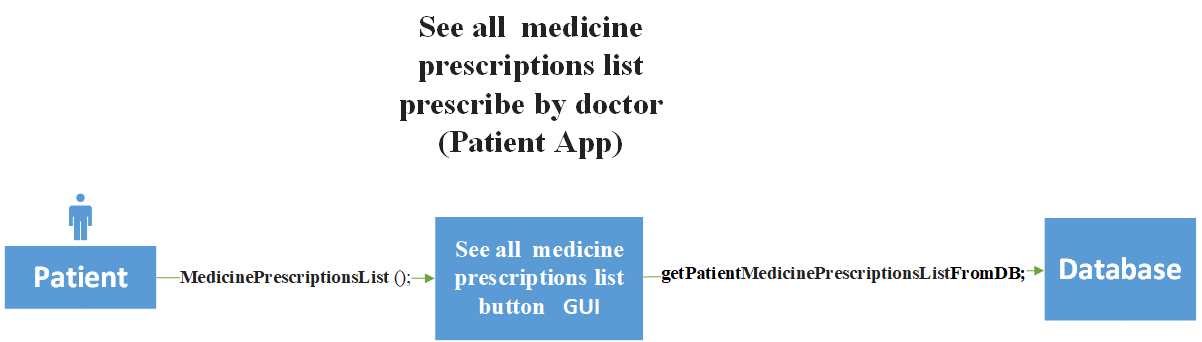 See all medicine
prescriptions list
prescribe by doctor
(Patient App)
Patient
MedicinePrescriptionsList ();
See all medicine
prescriptions list
button GUI
getPatientMedicinePrescriptionsListFromDB;
Database